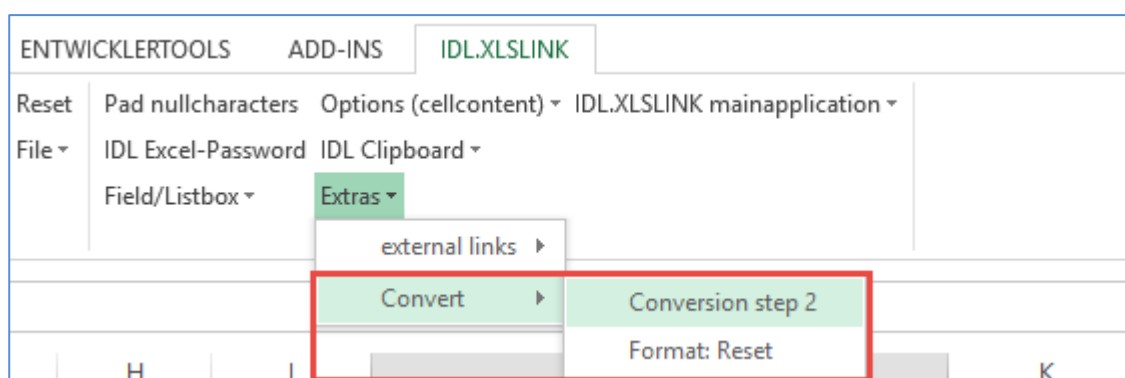 ENTWICKLERTOOLS ADD-INS IDL.XLSLINK
Reset Pad nullcharacters Options (cellcontent) IDL.XLSLINK mainapplication
File IDL Excel-Password IDL Clipboard
Field/Listbox Extras
external links
Convert Conversion step 2
Format: Reset
H I K